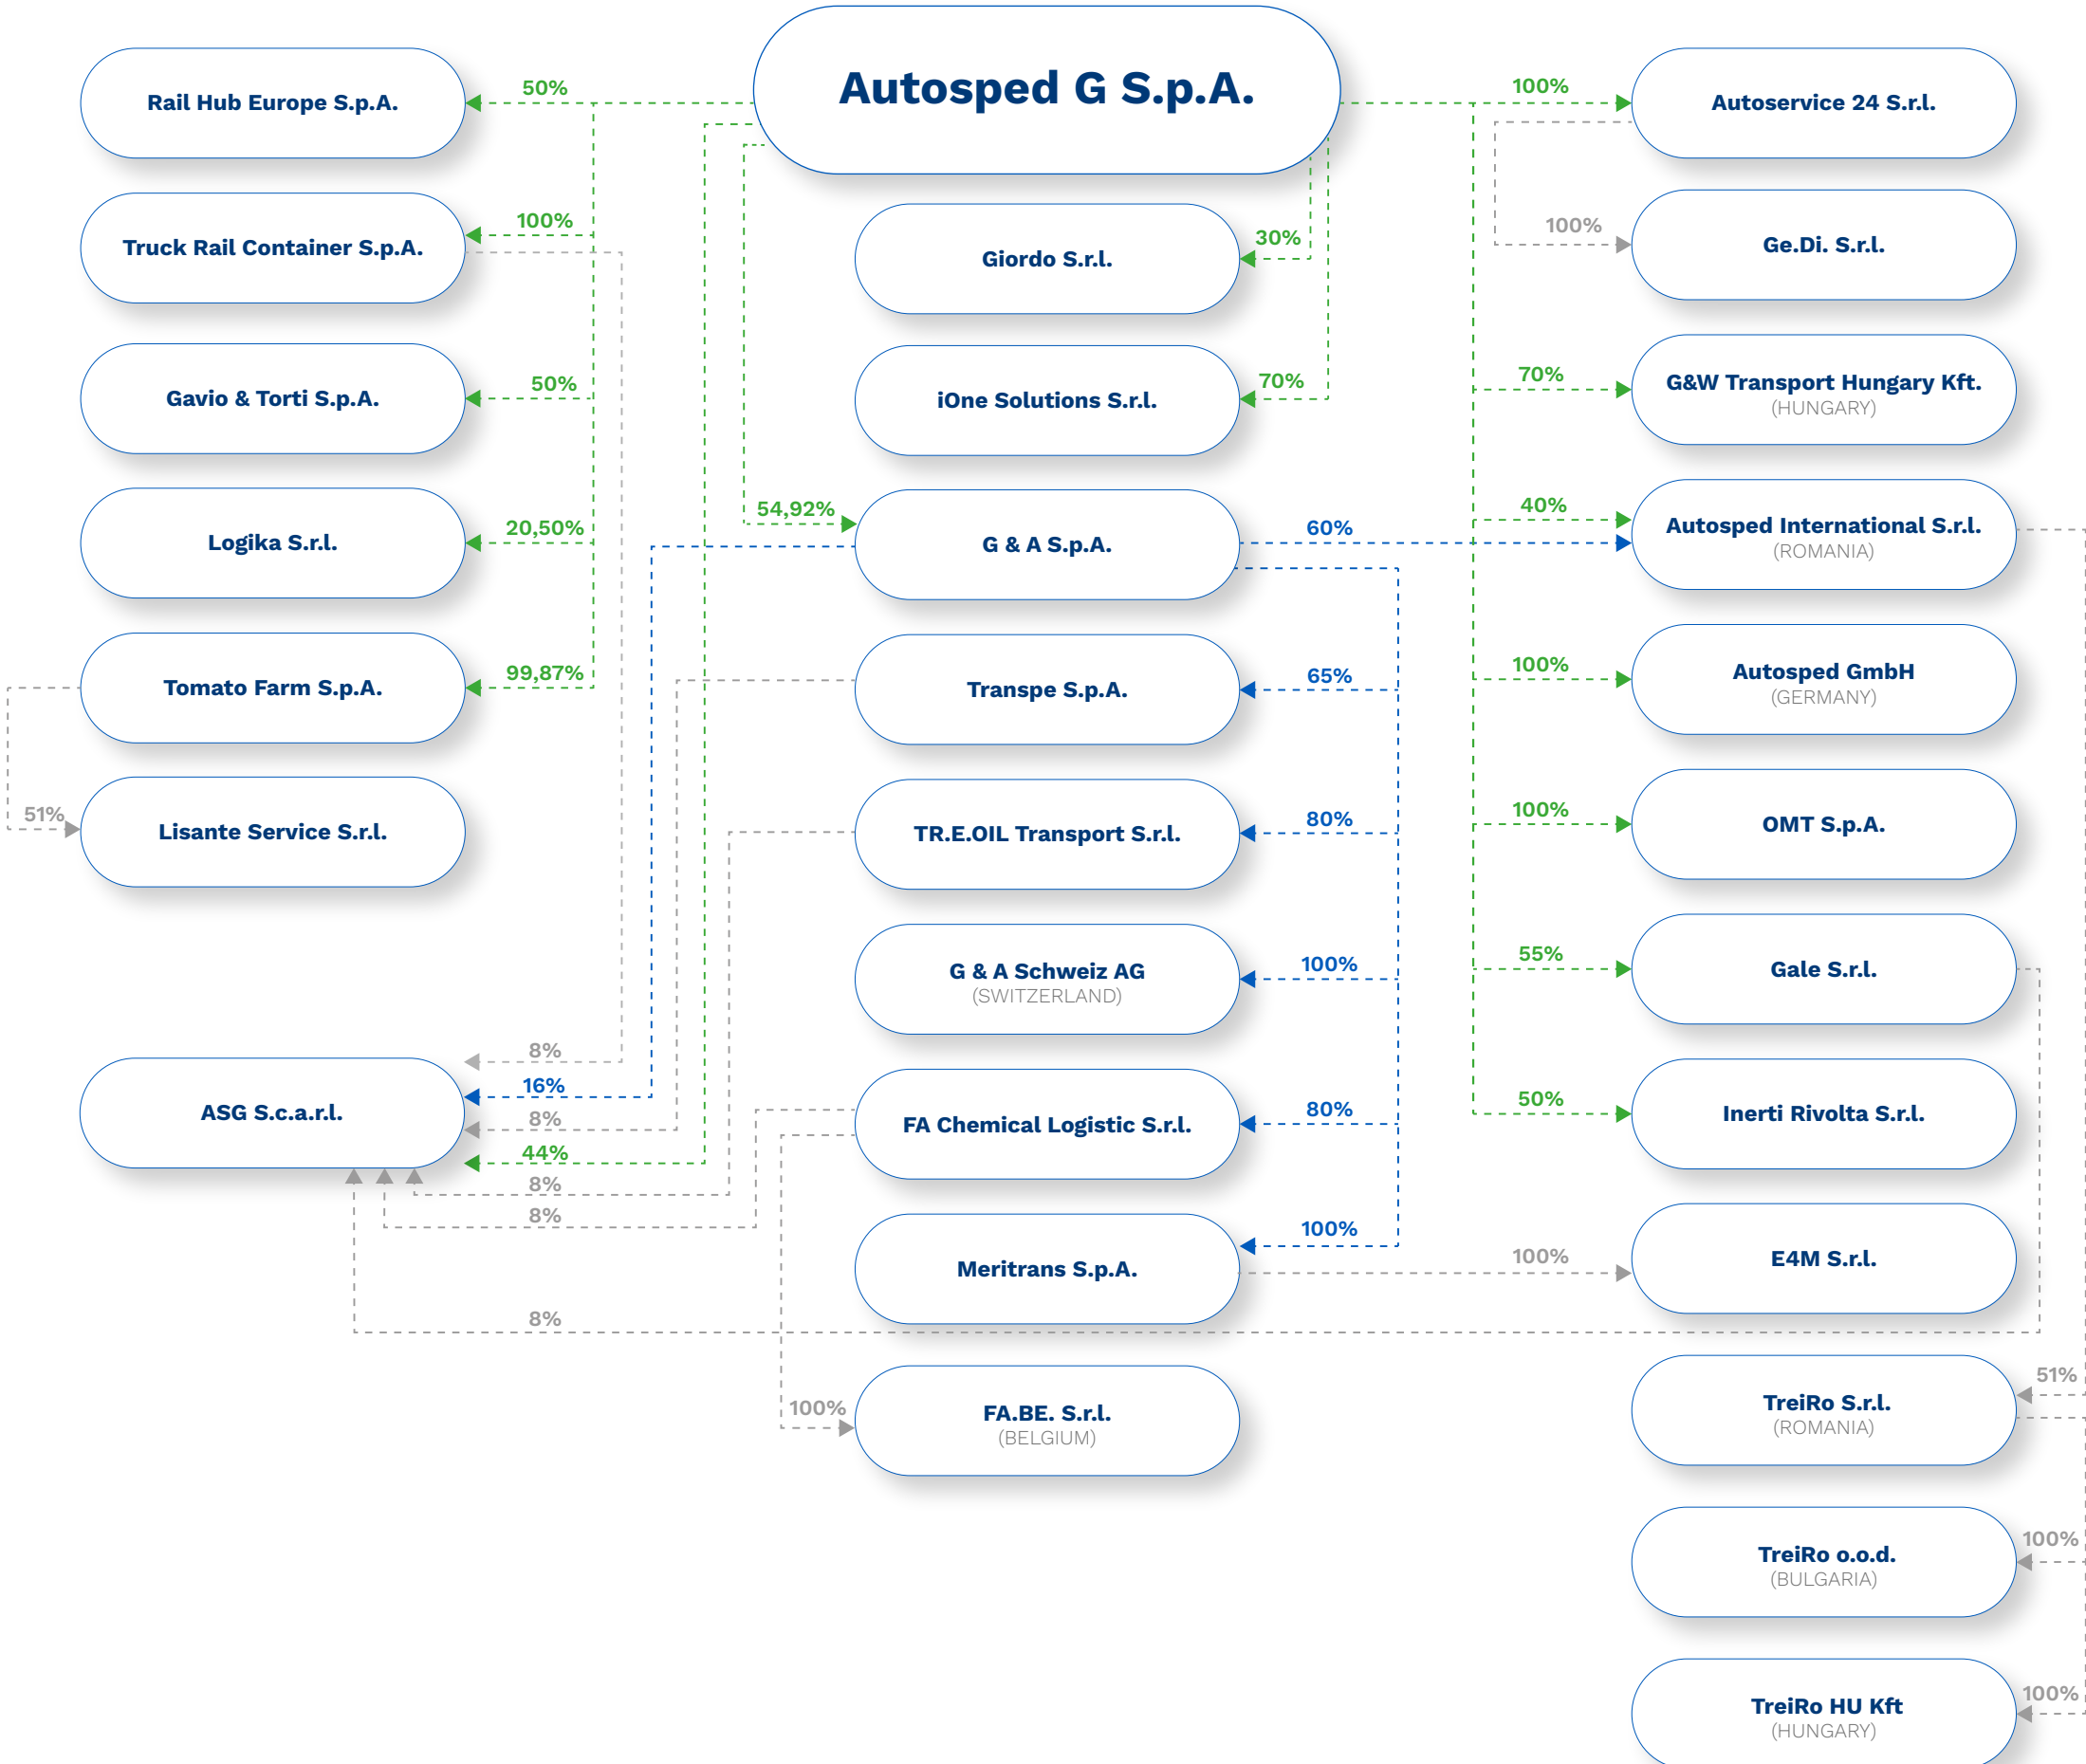 Autosped G S.p.A.
50%
Rail Hub Europe S.p.A.
100%
Truck Rail Container S.p.A.
50%
Gavio & Torti S.p.A.
20,50%
Logika S.r.l.
99,87%
Tomato Farm S.p.A.
51%
Lisante Service S.r.l.
8%
16%
8%
44%
8%
8%
8%
ASG S.c.a.r.l.
30%
Giordo S.r.l.
70%
iOne Solutions S.r.l.
54,92%
G & A S.p.A.
60%
65%
Transpe S.p.A.
80%
TR.E.OIL Transport S.r.l.
100%
G & A Schweiz AG
(SWITZERLAND)
80%
FA Chemical Logistic S.r.l.
100%
Meritrans S.p.A.
100%
100%
FA.BE. S.r.l.
(BELGIUM)
100%
Autoservice 24 S.r.l.
100%
Ge.Di. S.r.l.
70%
G&W Transport Hungary Kft.
(HUNGARY)
40%
Autosped International S.r.l.
(ROMANIA)
100%
Autosped GmbH
(GERMANY)
100%
OMT S.p.A.
55%
Gale S.r.l.
50%
Inerti Rivolta S.r.l.
E4M S.r.l.
51%
TreiRo S.r.l.
(ROMANIA)
100%
TreiRo o.o.d.
(BULGARIA)
100%
TreiRo HU Kft
(HUNGARY)